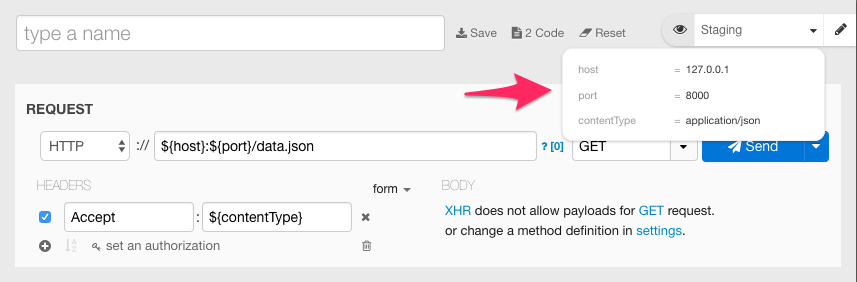 type a name
Save
2 Code
Reset
Staging
host = 127.0.0.1
port = 8000
contentType = application/json
REQUEST
HTTP :// ${host}:${port}/data.json ? [0] GET Send
HEADERS form BODY
Accept : ${contentType}
XHR does not allow payloads for GET request.
or change a method definition in settings.
set an authorization